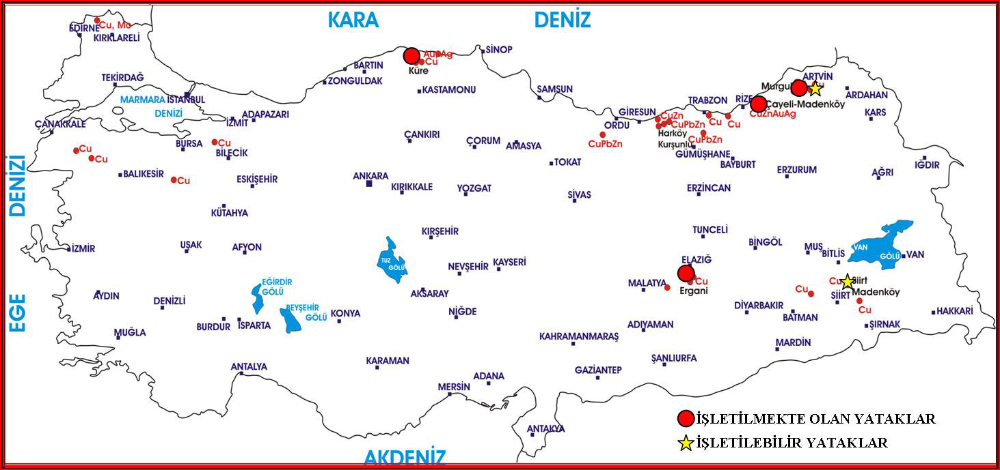 KARA DENİZ
EDİRNE
Cu, Mo
KIRKLARELİ
TEKİRDAĞ
MARMARA
DENİZİ
İSTANBUL
İZMİT
ADAPAZARI
ZONGULDAK
BARTIN
Au Ag
Cu
Küre
KASTAMONU
SİNOP
SAMSUN
ORDU
GİRESUN
TRABZON
RİZE
Murgul
ARTVİN
ARDAHAN
KARS
Çayeli-Madenköy
CuZnAuAg
CuZn
CuPbZn
Cu
Cu
Harköy
Kurşunlu
CuPbZn
CuPbZn
GÜMÜŞHANE
BAYBURT
ÇANAKKALE
Cu
Cu
BURSA
Cu
BİLECİK
BALIKESİR
Cu
ESKİŞEHİR
KÜTAHYA
ÇANKIRI
ÇORUM
AMASYA
TOKAT
ANKARA
KIRIKKALE
YOZGAT
SİVAS
ERZİNCAN
ERZURUM
AĞRI
IĞDIR
EGE DENİZİ
İZMİR
UŞAK
AFYON
KIRŞEHİR
TUZ
GÖLÜ
NEVŞEHİR
KAYSERİ
TUNCELİ
BİNGÖL
MUŞ
BİTLİS
VAN
GÖLÜ
VAN
ELAZIĞ
Cu
Ergani
MALATYA
AYDIN
DENİZLİ
EĞİRDİR
GÖLÜ
BEYŞEHİR
GÖLÜ
BURDUR
İSPARTA
KONYA
AKSARAY
NİĞDE
MUĞLA
ANTALYA
KARAMAN
MERSİN
ADANA
KAHRAMANMARAŞ
GAZİANTEP
ADIYAMAN
ŞANLIURFA
DİYARBAKIR
BATMAN
MARDİN
Cu
Cu
Siirt
Madenköy
SİİRT
Cu
ŞIRNAK
HAKKARİ
ANTAKYA
AKDENİZ
İŞLETİLMEKTE OLAN YATAKLAR
İŞLETİLEBİLİR YATAKLAR